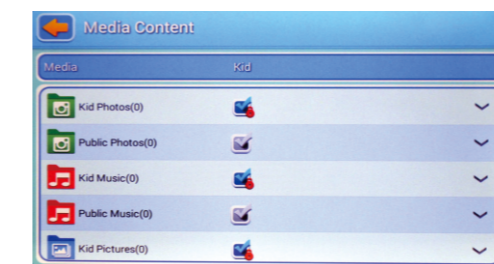 Media Content
Media Kid
Kid Photos(0)
Public Photos(0)
Kid Music(0)
Public Music(0)
Kid Pictures(0)